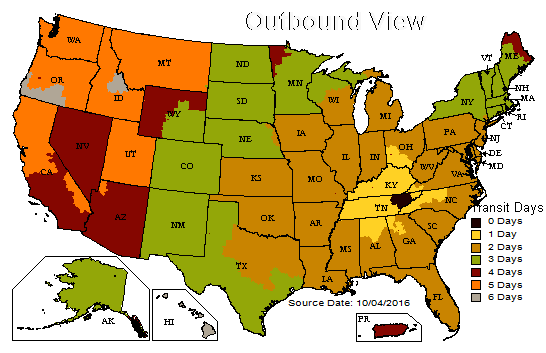 Outbound View
WA
MT
ND
MN
ME
VT
OR
ID
WY
SD
WI
MI
NY
NH
MA
RI
CT
NV
UT
CO
NE
IA
IL
IN
OH
PA
NJ
DE
MD
WV
VA
CA
AZ
NM
KS
MO
KY
TN
NC
OK
AR
SC
TX
LA
MS
AL
GA
FL
Transit Days
0 Days
1 Day
2 Days
3 Days
4 Days
5 Days
6 Days
Source Date: 10/04/2016
AK
HI
PR